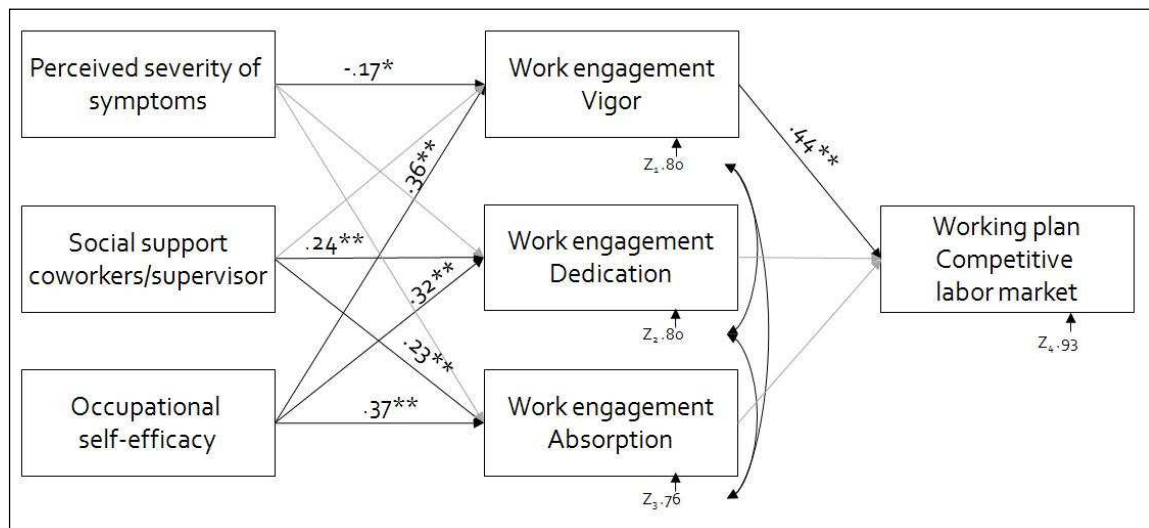 Perceived severity of
symptoms
-.17*
Work engagement
Vigor
.44**
Z1.80
.36**
Social support
coworkers/supervisor
.24**
.32**
Work engagement
Dedication
Z2.80
Working plan
Competitive
labor market
Z4.93
.23**
Occupational
self-efficacy
.37**
Work engagement
Absorption
Z3.76